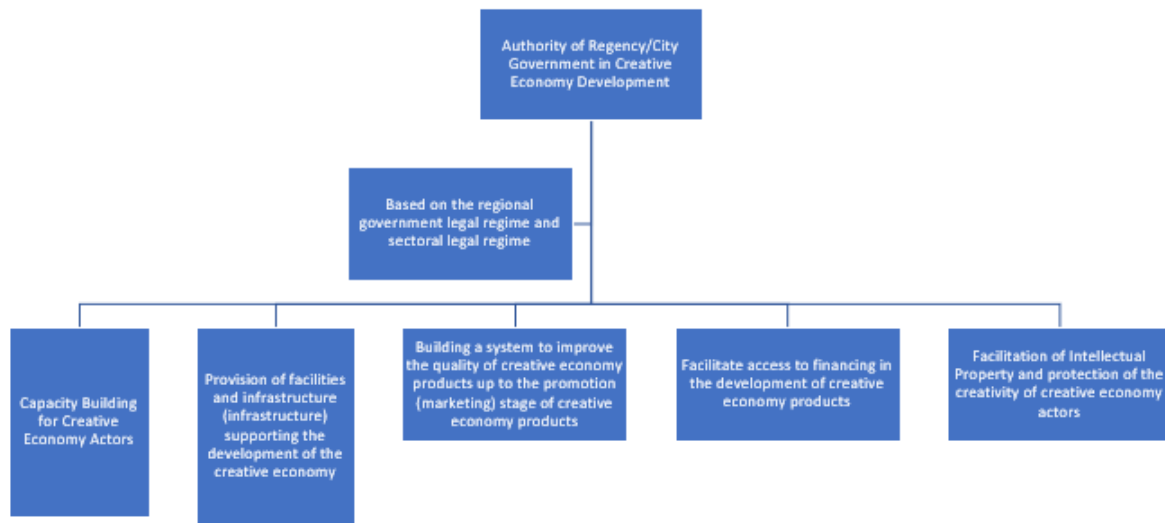 Authority of Regency/City
Government in Creative
Economy Development
Based on the regional
government legal regime and
sectoral legal regime
Capacity Building
for Creative
Economy Actors
Provision of facilities
and infrastructure
(infrastructure)
supporting the
development of the
creative economy
Building a system to improve
the quality of creative economy
products up to the promotion
(marketing) stage of creative
economy products
Facilitate access to financing in
the development of creative
economy products
Facilitation of Intellectual
Property and protection of the
creativity of creative economy
actors